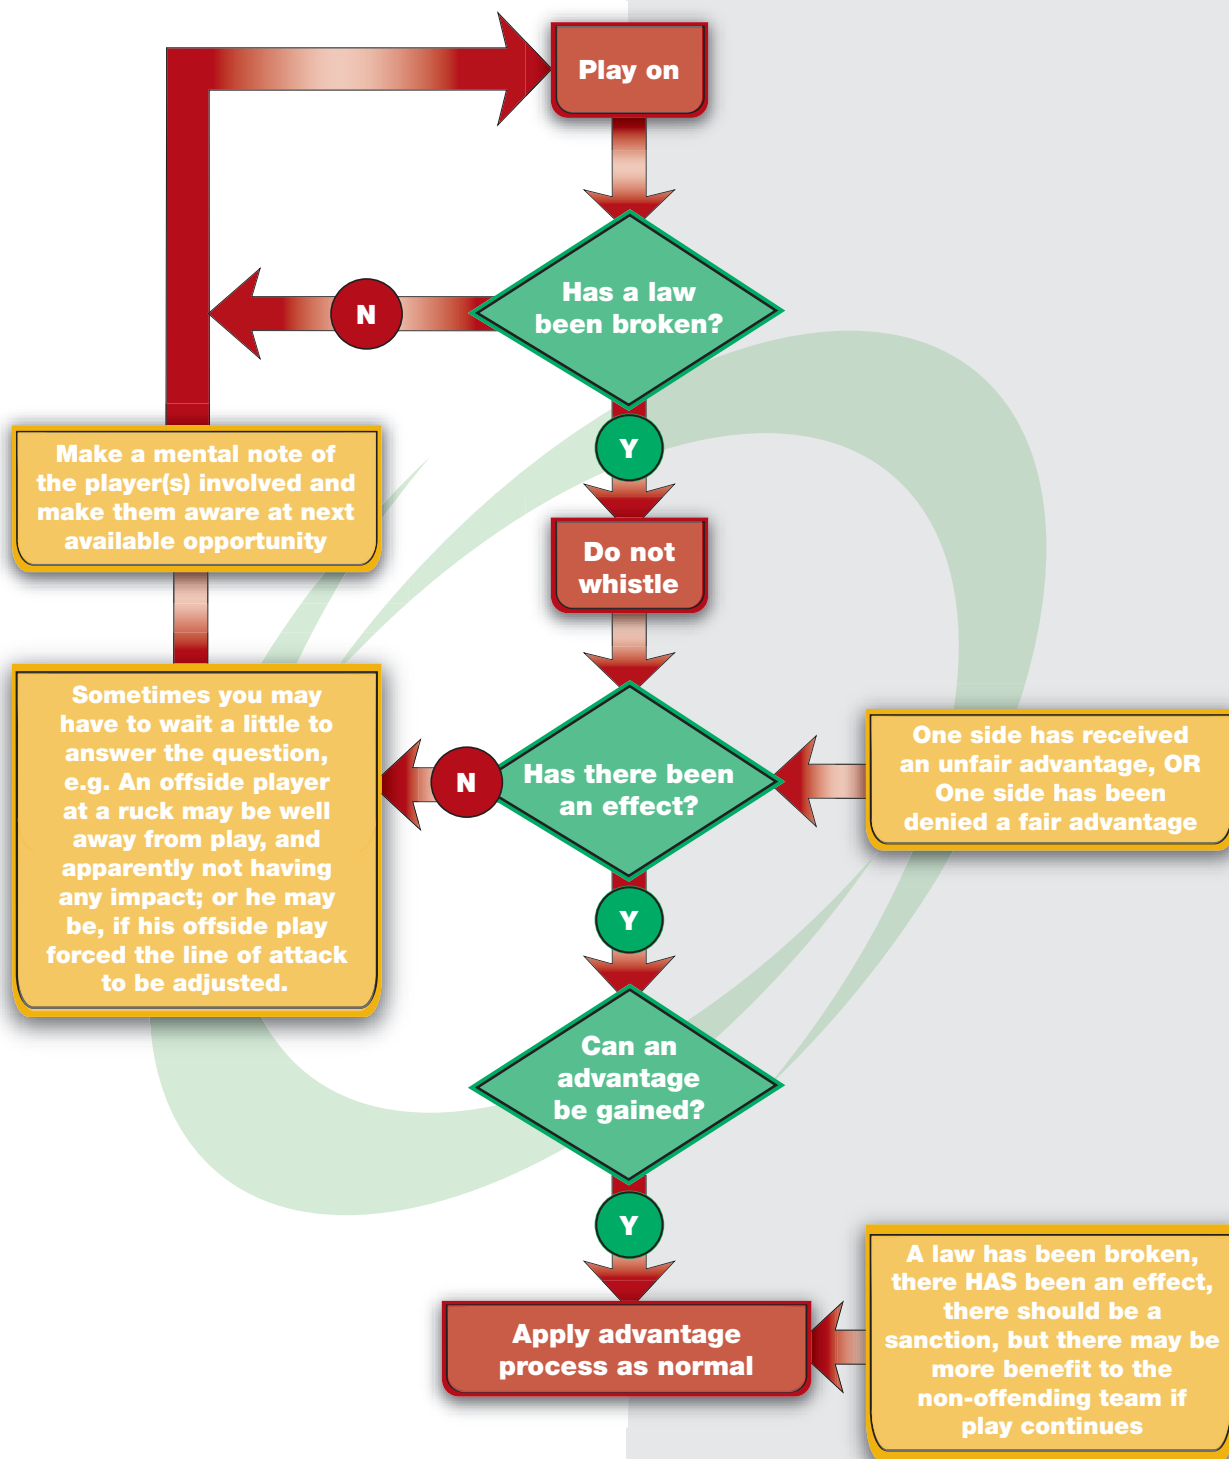 Play on
Has a law
been broken?
N
Y
Make a mental note of
the player(s) involved and
make them aware at next
available opportunity
Do not
whistle
Sometimes you may
have to wait a little to
answer the question,
e.g. An offside player
at a ruck may be well
away from play, and
apparently not having
any impact; or he may
be, if his offside play
forced the line of attack
to be adjusted.
N
Has there been
an effect?
One side has received
an unfair advantage, OR
One side has been
denied a fair advantage
Y
Can an
advantage
be gained?
Y
Apply advantage
process as normal
A law has been broken,
there HAS been an effect,
there should be a
sanction, but there may be
more benefit to the
non-offending team if
play continues